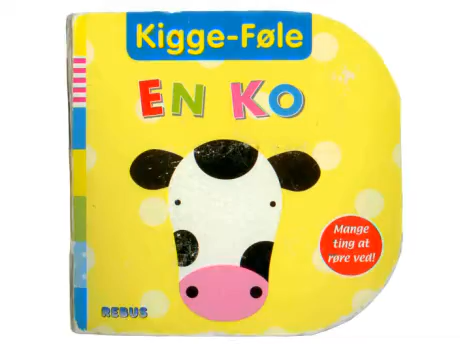 Kigge-Føle
EN KO
Mange
ting at
røre ved!
REBUS